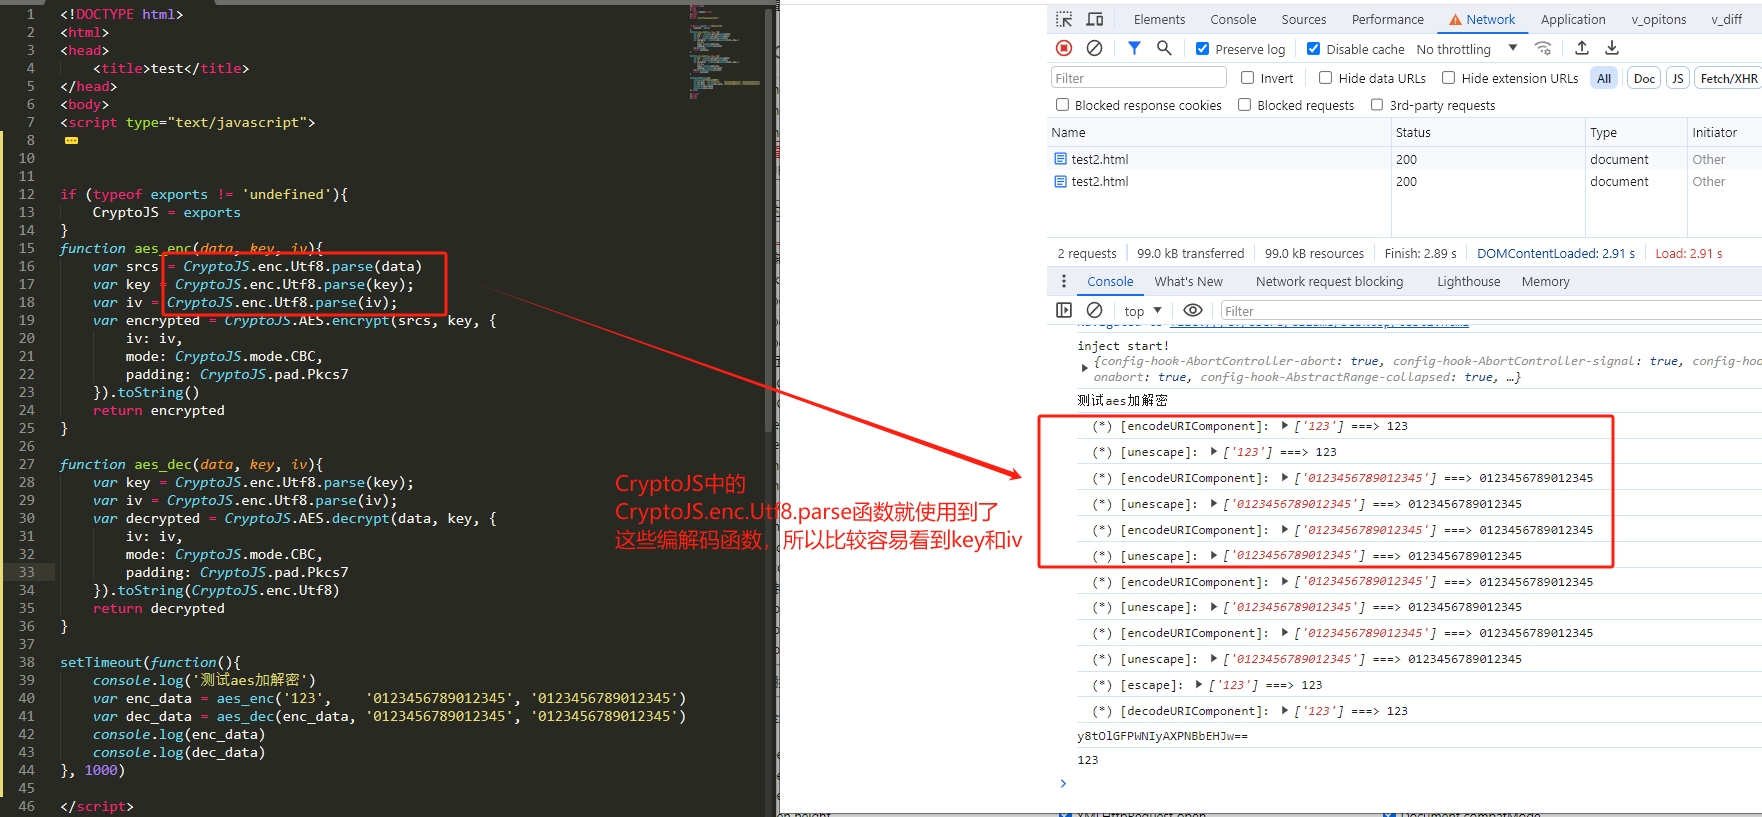 1 <!DOCTYPE html>
2 <html>
3 <head>
4 <title>test</title>
5 </head>
6 <body>
7 <script type="text/javascript">
8
10
11
12 if (typeof exports != 'undefined'){
13 CryptoJS = exports
14 }
15 function aes_enc(data, key, iv){
16 var srcs = CryptoJS.enc.Utf8.parse(data)
17 var key = CryptoJS.enc.Utf8.parse(key);
18 var iv = CryptoJS.enc.Utf8.parse(iv);
19 var encrypted = CryptoJS.AES.encrypt(srcs, key, {
20 iv: iv,
21 mode: CryptoJS.mode.CBC,
22 padding: CryptoJS.pad.Pkcs7
23 }).toString()
24 return encrypted
25 }
26
27 function aes_dec(data, key, iv){
28 var key = CryptoJS.enc.Utf8.parse(key);
29 var iv = CryptoJS.enc.Utf8.parse(iv);
30 var decrypted = CryptoJS.AES.decrypt(data, key, {
31 iv: iv,
32 mode: CryptoJS.mode.CBC,
33 padding: CryptoJS.pad.Pkcs7
34 }).toString(CryptoJS.enc.Utf8)
35 return decrypted
36 }
37
38 setTimeout(function(){
39 console.log('测试aes加解密')
40 var enc_data = aes_enc('123', '0123456789012345', '0123456789012345')
41 var dec_data = aes_dec(enc_data, '0123456789012345', '0123456789012345')
42 console.log(enc_data)
43 console.log(dec_data)
44 }, 1000)
45
46 </script>
CryptoJS中的
CryptoJS.enc.Utf8.parse函数就使用到了
这些编解码函数，所以比较容易看到key和iv
Elements Console Sources Performance Network Application v_opitons v_diff
Preserve log Disable cache No throttling
Filter Invert Hide data URLs Hide extension URLs All Doc JS Fetch/XHR
Blocked response cookies Blocked requests 3rd-party requests
Name Status Type Initiator
test2.html 200 document Other
test2.html 200 document Other
2 requests 99.0 kB transferred 99.0 kB resources Finish: 2.89 s DOMContentLoaded: 2.91 s Load: 2.91 s
Console What's New Network request blocking Lighthouse Memory
top Filter
inject start!
{config-hook-AbortController-abort: true, config-hook-AbortController-signal: true, config-hoo
onabort: true, config-hook-AbstractRange-collapsed: true, …}
测试aes加解密
(*) [encodeURIComponent]: ['123'] ===> 123
(*) [unescape]: ['123'] ===> 123
(*) [encodeURIComponent]: ['0123456789012345'] ===> 0123456789012345
(*) [unescape]: ['0123456789012345'] ===> 0123456789012345
(*) [encodeURIComponent]: ['0123456789012345'] ===> 0123456789012345
(*) [unescape]: ['0123456789012345'] ===> 0123456789012345
(*) [encodeURIComponent]: ['0123456789012345'] ===> 0123456789012345
(*) [unescape]: ['0123456789012345'] ===> 0123456789012345
(*) [encodeURIComponent]: ['0123456789012345'] ===> 0123456789012345
(*) [unescape]: ['0123456789012345'] ===> 0123456789012345
(*) [escape]: ['123'] ===> 123
(*) [decodeURIComponent]: ['123'] ===> 123
y8tOlGFPWNIyAXPNBbEHJw==
123